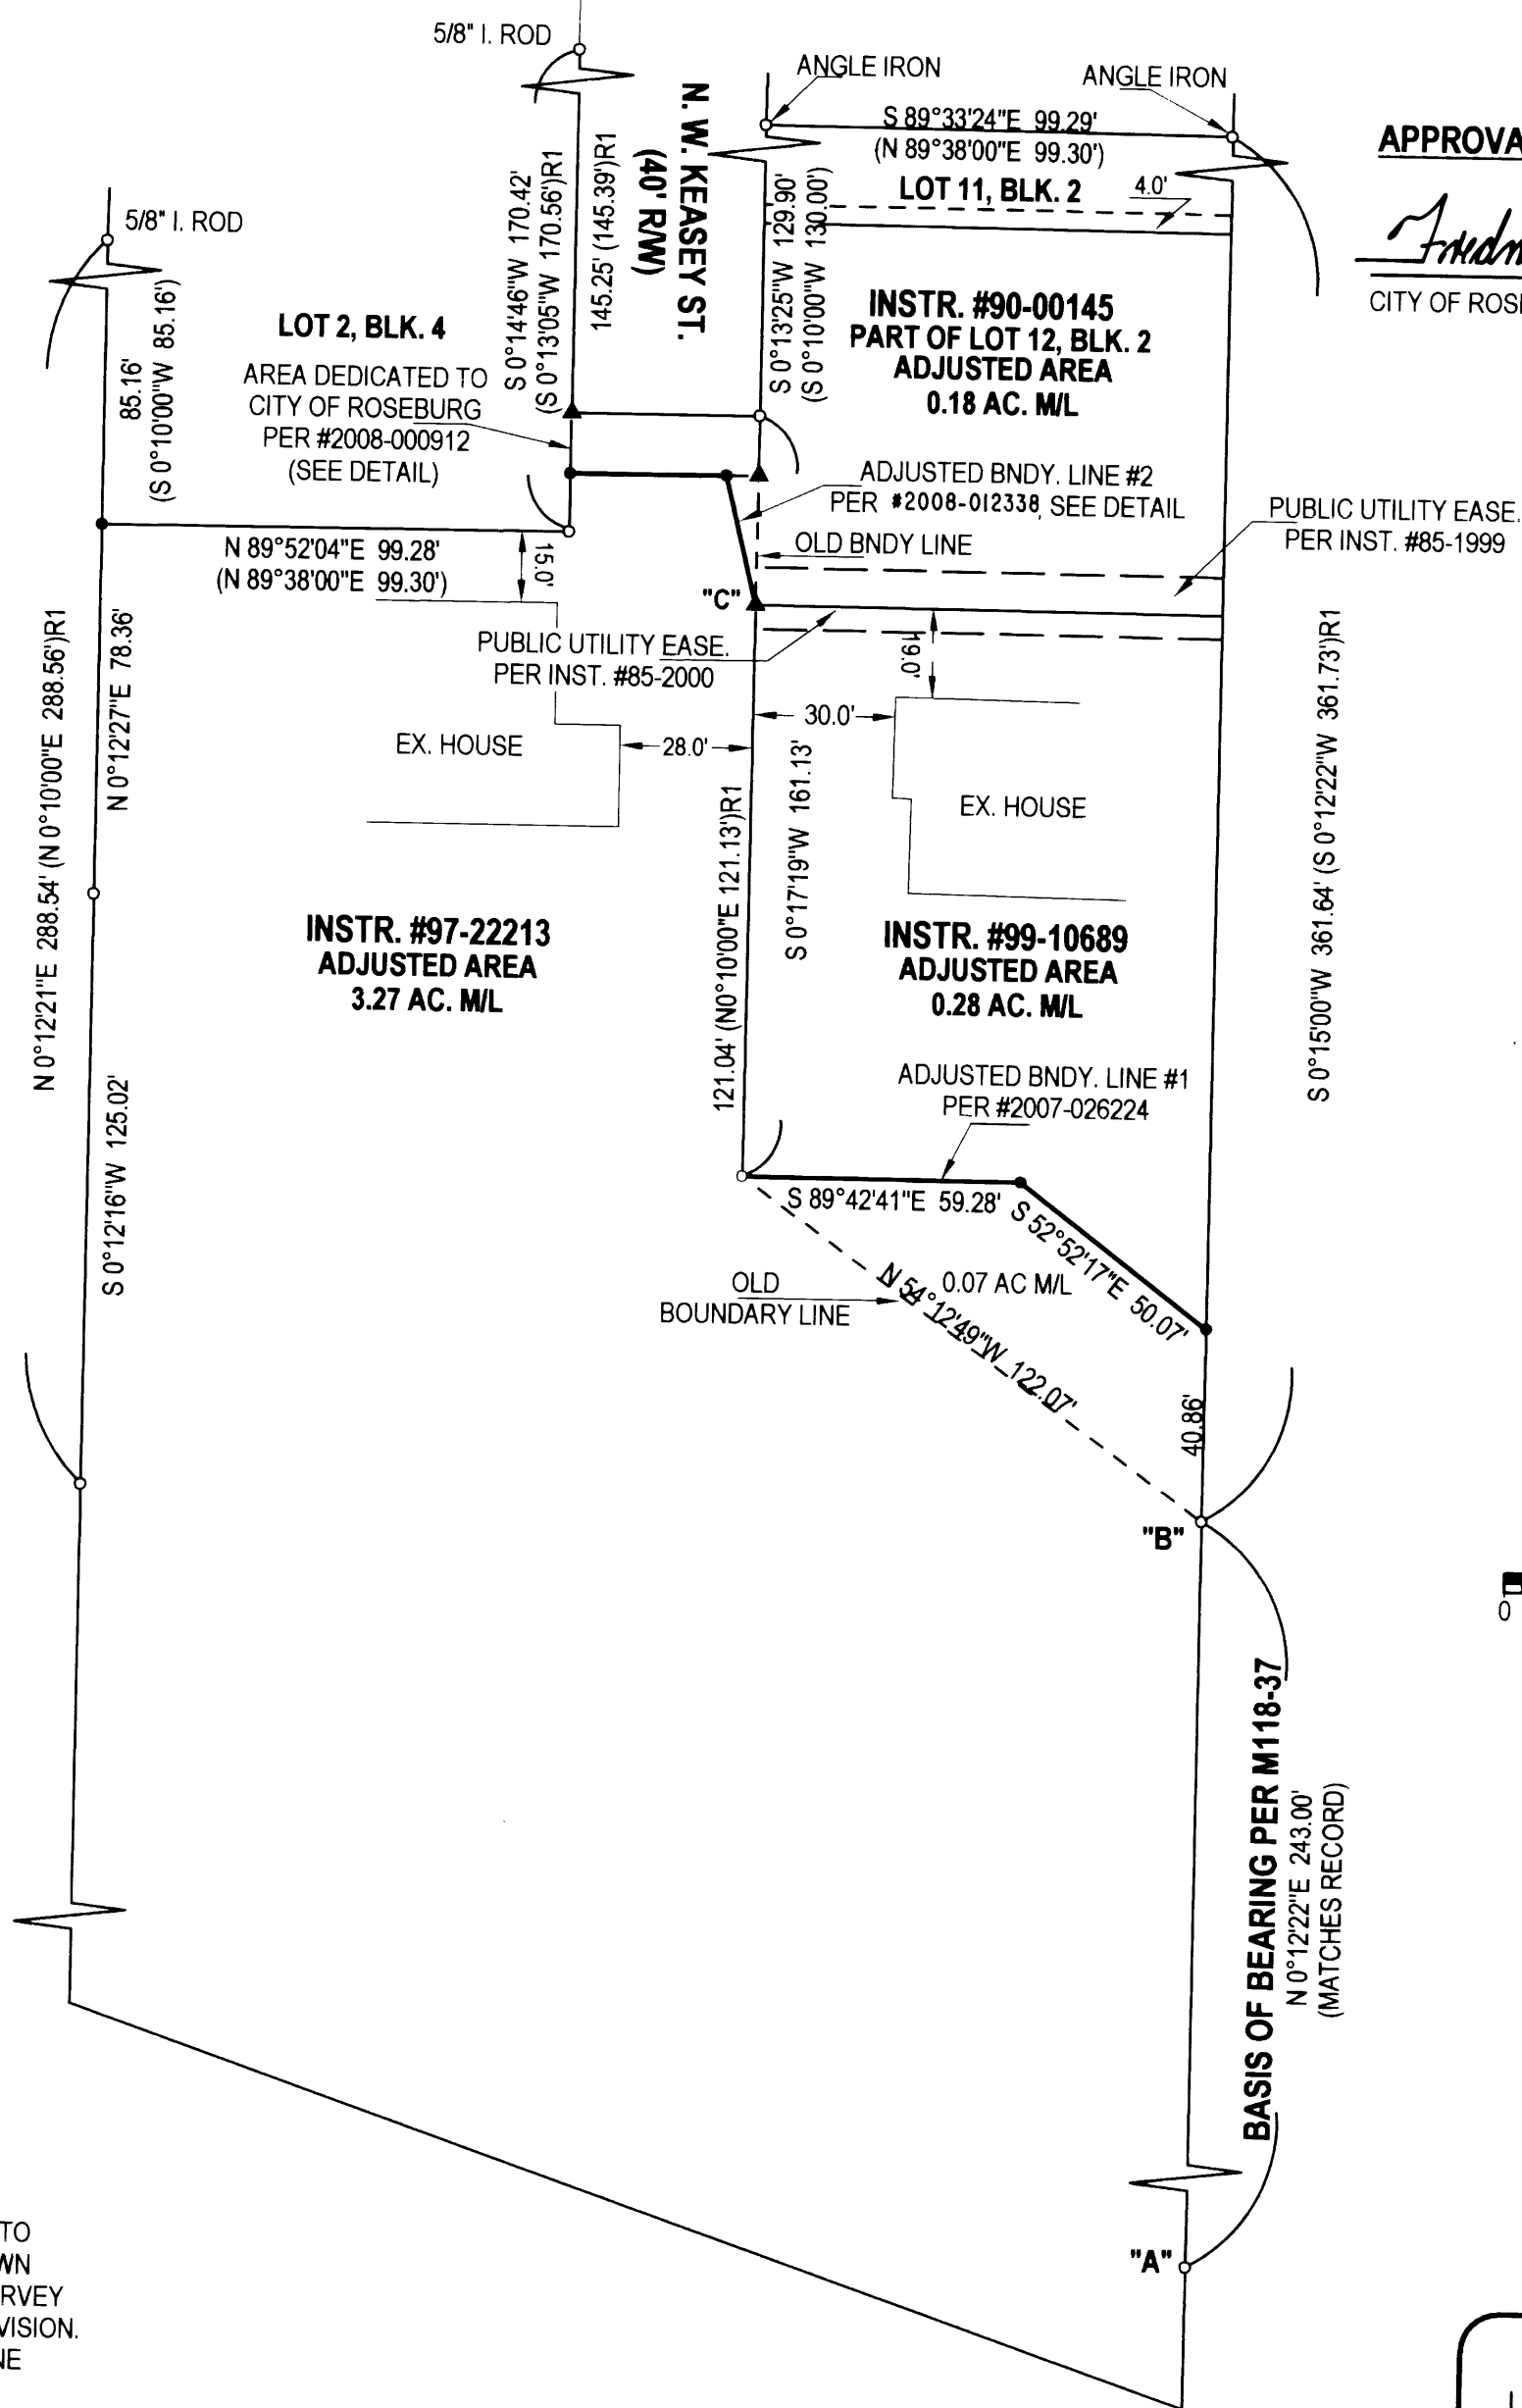 5/8" I. ROD
ANGLE IRON
ANGLE IRON
S 89°33'24"E 99.29'
(N 89°38'00"E 99.30')
LOT 11, BLK. 2
4.0'
APPROVA
CITY OF ROSE
N. W. KEASEY ST.
(40' R/W)
5/8" I. ROD
85.16'
(S 0°10'00"W 85.16')
LOT 2, BLK. 4
AREA DEDICATED TO
CITY OF ROSEBURG
PER #2008-000912
(SEE DETAIL)
S 0°14'46"W 170.42'
(S 0°13'05"W 170.56')R1
145.25' (145.39')R1
S 0°13'25"W 129.90'
(S 0°10'00"W 130.00')
INSTR. #90-00145
PART OF LOT 12, BLK. 2
ADJUSTED AREA
0.18 AC. M/L
ADJUSTED BNDY. LINE #2
PER #2008-012338, SEE DETAIL
OLD BNDY LINE
PUBLIC UTILITY EASE.
PER INST. #85-1999
N 89°52'04"E 99.28'
(N 89°38'00"E 99.30')
15.0'
"C"
PUBLIC UTILITY EASE.
PER INST. #85-2000
19.0'
30.0'
28.0'
EX. HOUSE
EX. HOUSE
N 0°12'21"E 288.54' (N 0°10'00"E 288.56')R1
N 0°12'27"E 78.36'
S 0°12'16"W 125.02'
INSTR. #97-22213
ADJUSTED AREA
3.27 AC. M/L
121.04' (N0°10'00"E 121.13')R1
S 0°17'19"W 161.13'
INSTR. #99-10689
ADJUSTED AREA
0.28 AC. M/L
S 0°15'00"W 361.64' (S 0°12'22"W 361.73')R1
ADJUSTED BNDY. LINE #1
PER #2007-026224
S 89°42'41"E 59.28'
S 52°52'17"E 50.07'
0.07 AC M/L
OLD
BOUNDARY LINE
N 54°12'49"W 122.07'
40.86'
"B"
0
BASIS OF BEARING PER M118-37
N 0°12'22"E 243.00'
(MATCHES RECORD)
"A"
TO
WN
RVEY
VISION.
NE